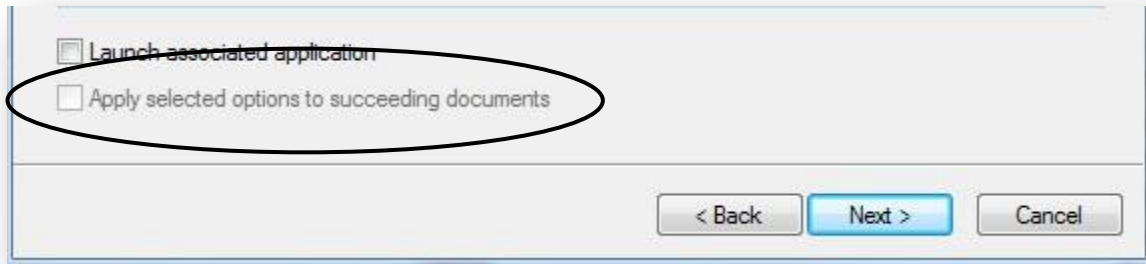 Launch associated application
Apply selected options to succeeding documents
< Back Next > Cancel